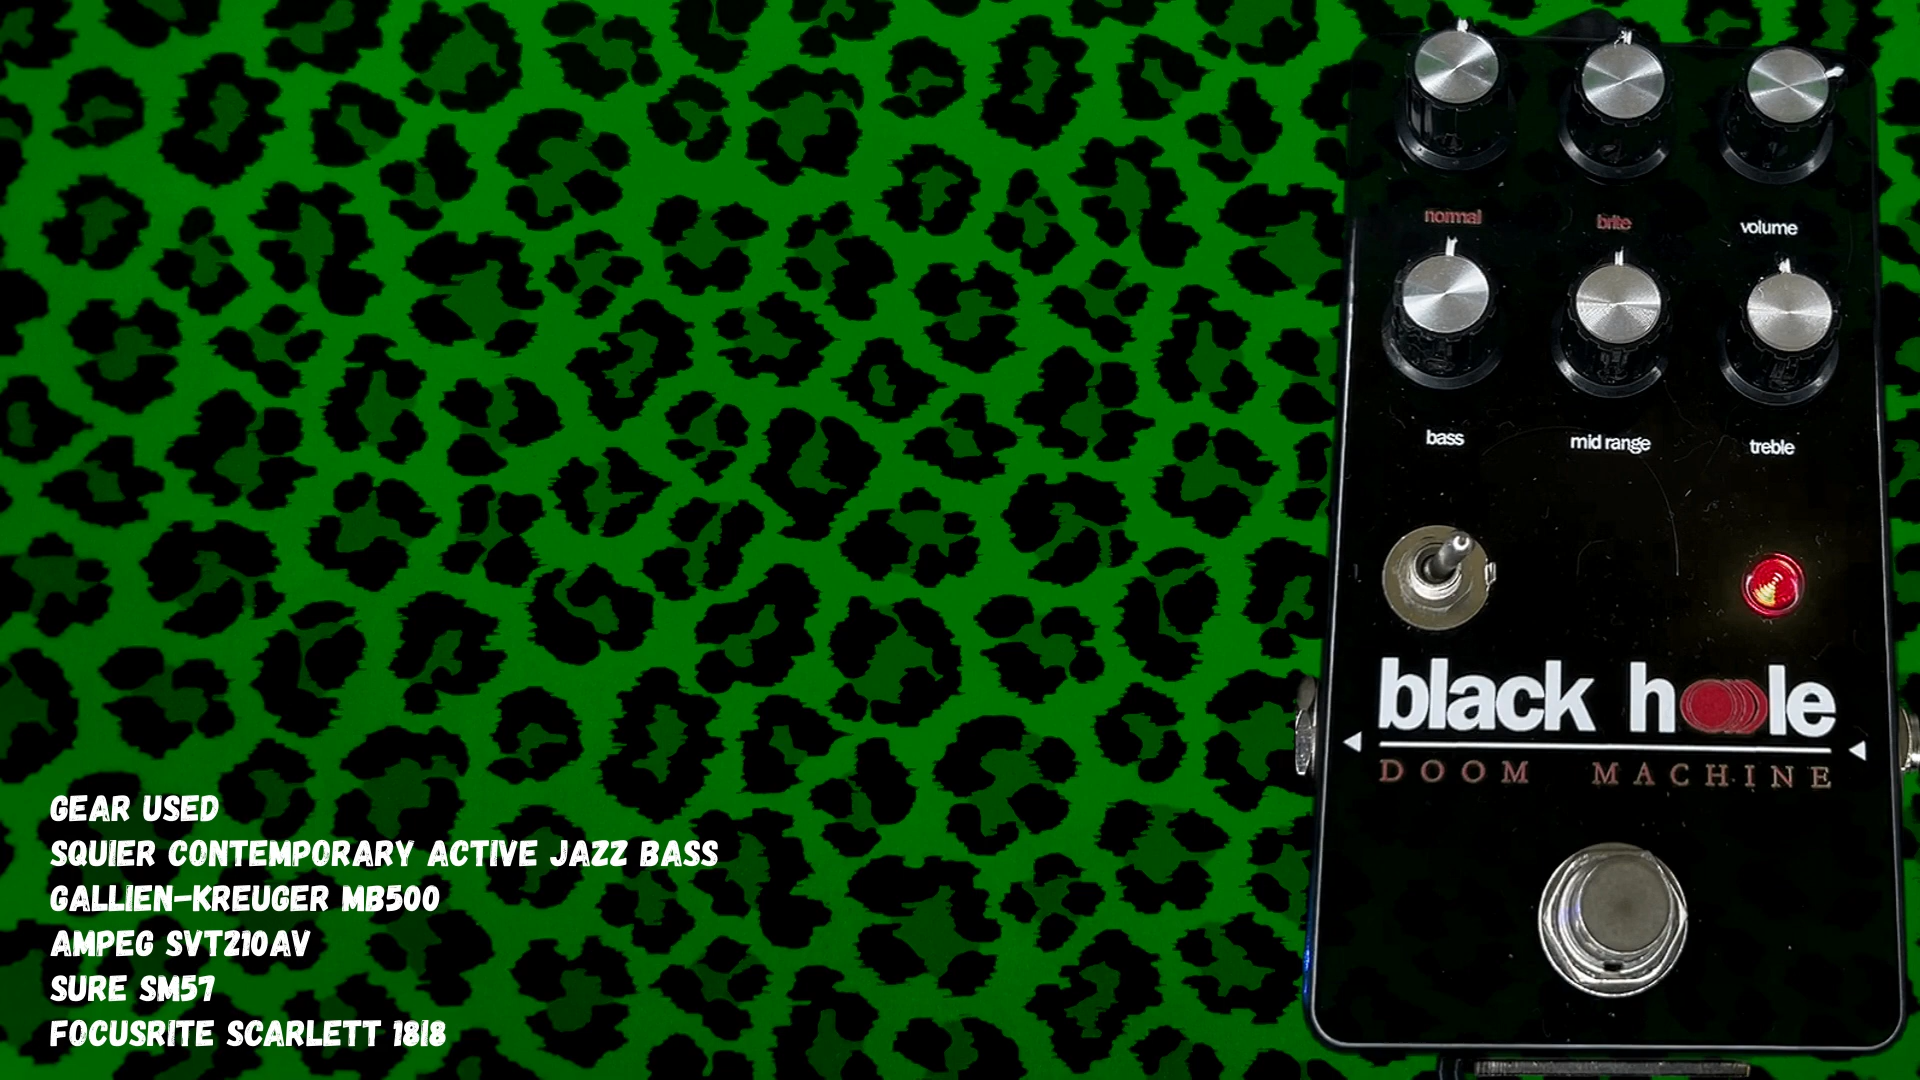 normal brite volume
bass mid range treble
black hole
DOOM MACHINE
GEAR USED
SQUIER CONTEMPORARY ACTIVE JAZZ BASS
GALLIEN-KREUGER MB500
AMPEG SVT210AV
SURE SM57
FOCUSRITE SCARLETT 18I8